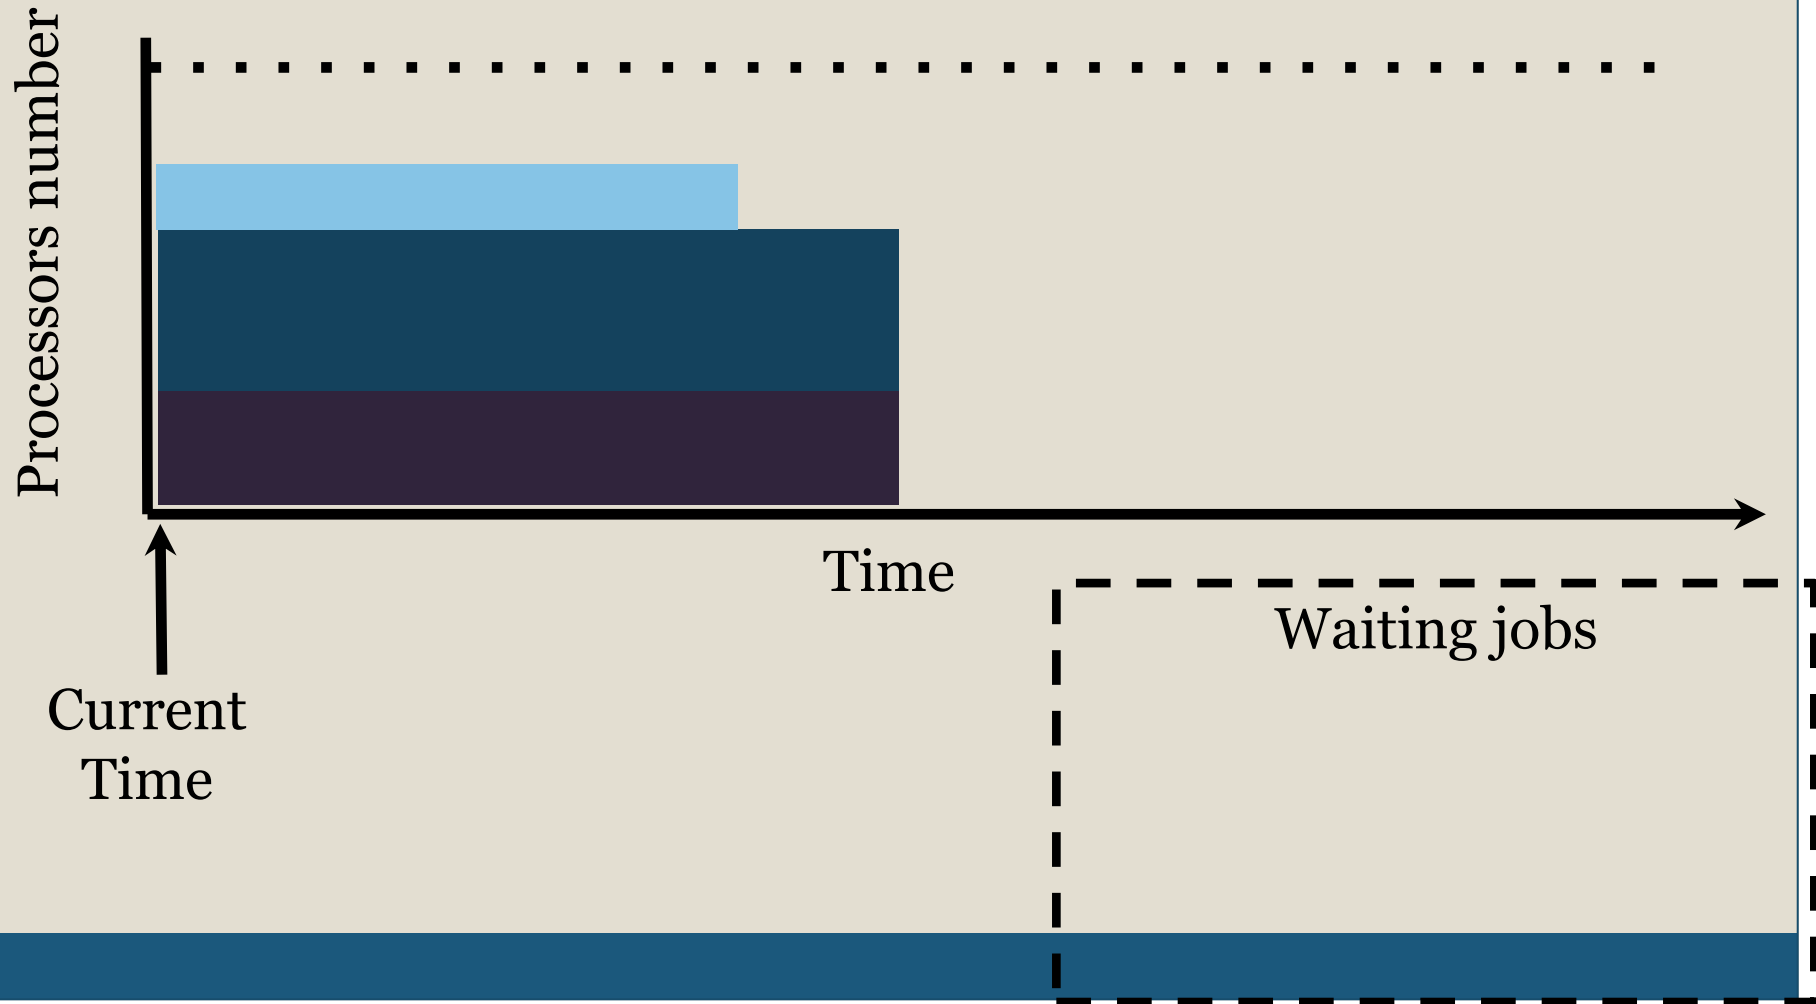 Processors number
Time
Waiting jobs
Current
Time